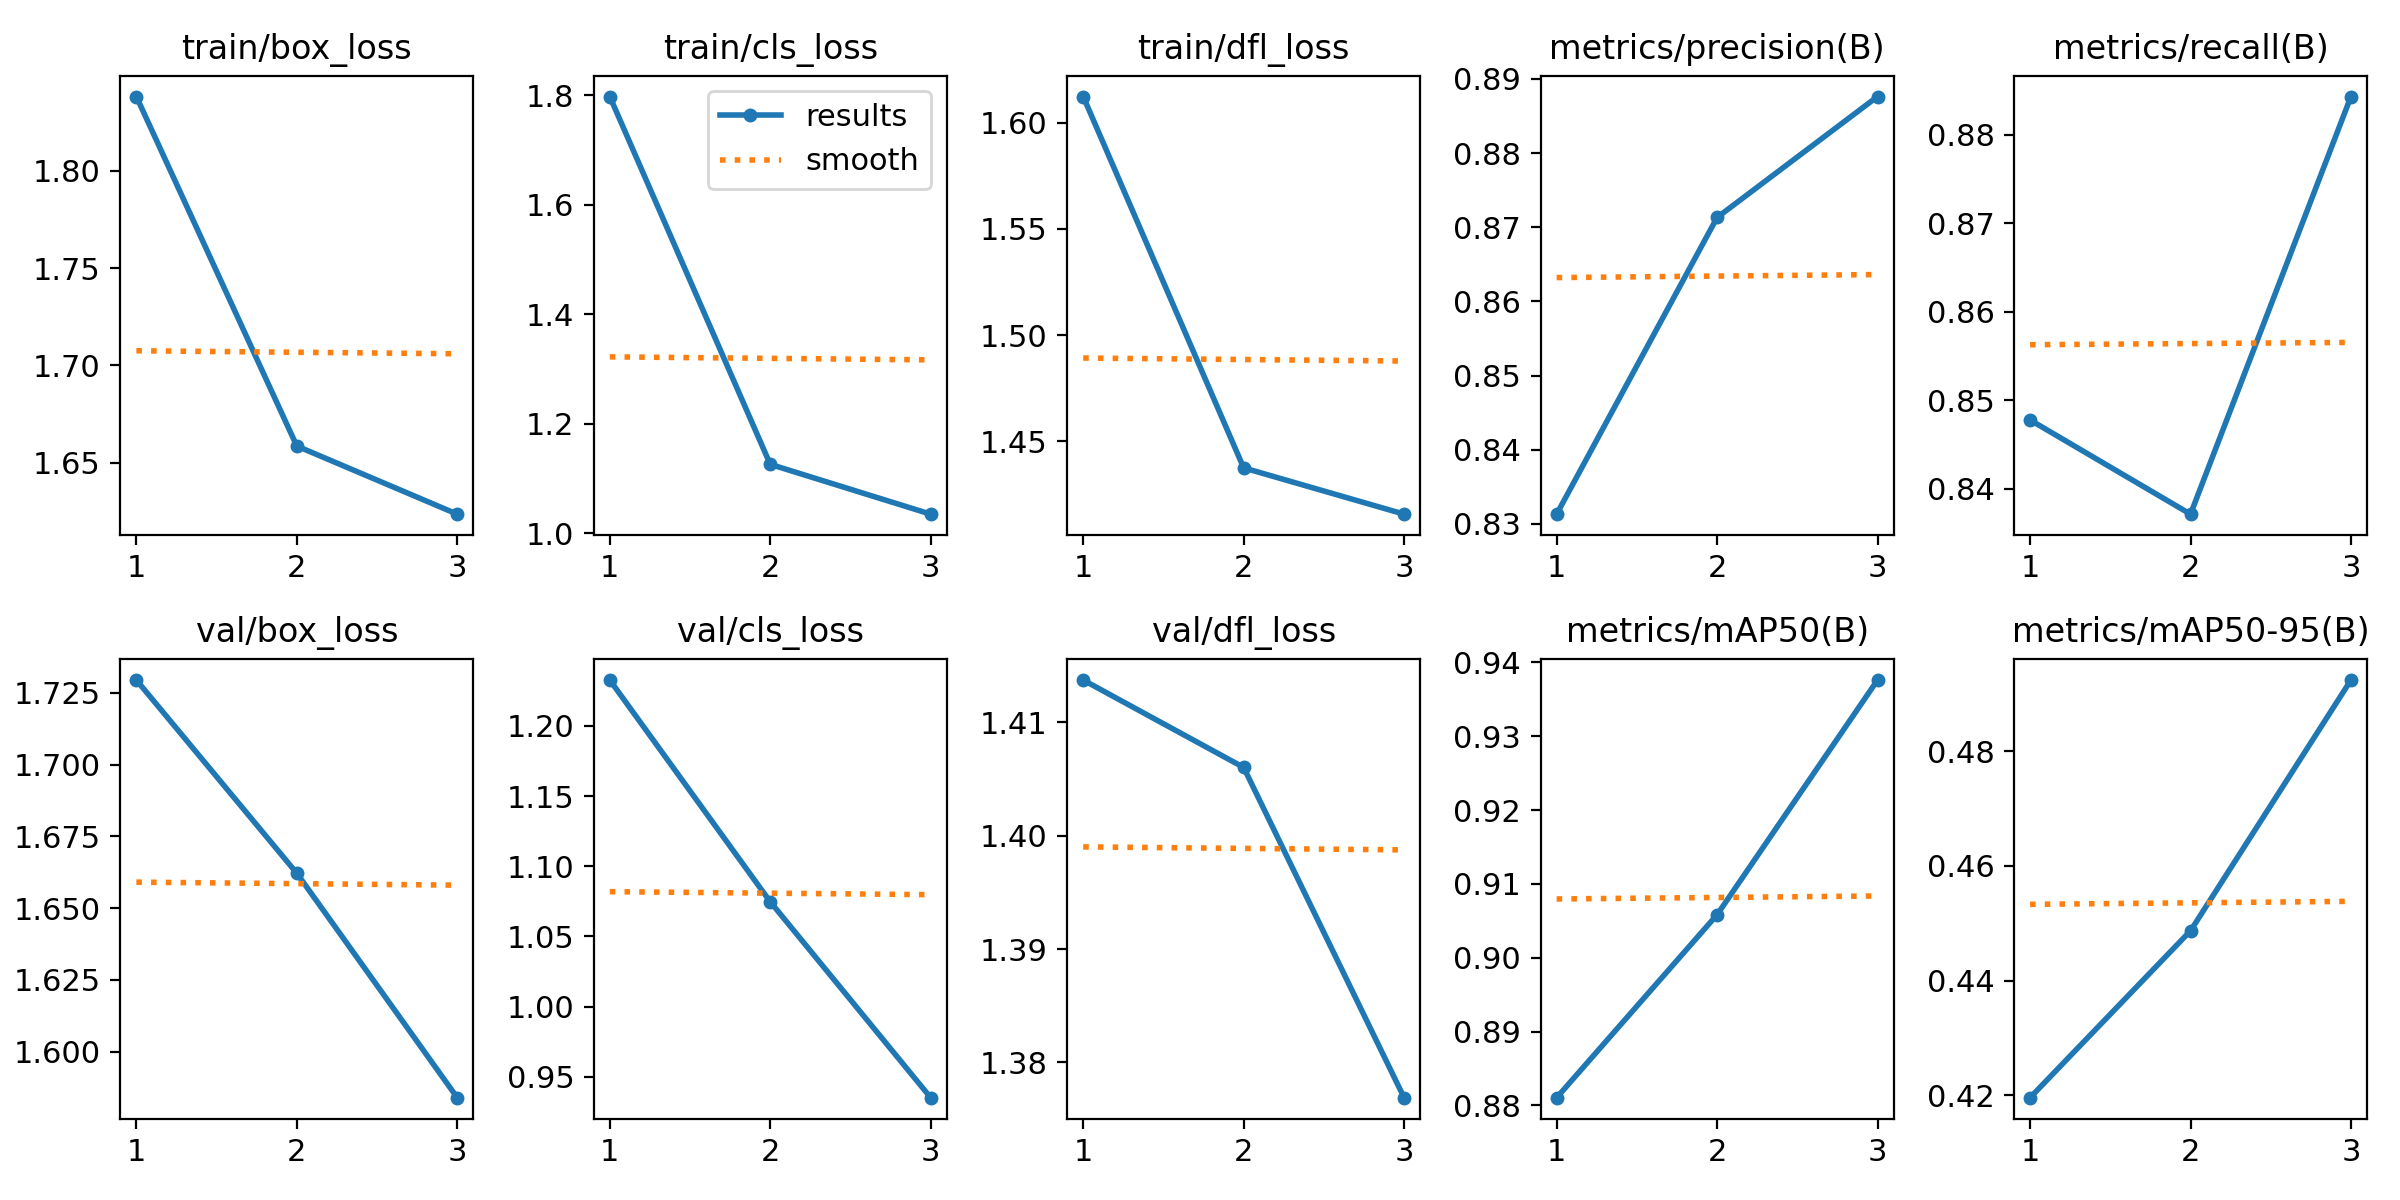 train/box_loss
1.80
1.75
1.70
1.65
1 2 3
train/cls_loss
results
smooth
1.8
1.6
1.4
1.2
1.0
1 2 3
train/dfl_loss
1.60
1.55
1.50
1.45
1 2 3
metrics/precision(B)
0.89
0.88
0.87
0.86
0.85
0.84
0.83
1 2 3
metrics/recall(B)
0.88
0.87
0.86
0.85
0.84
1 2 3
val/box_loss
1.725
1.700
1.675
1.650
1.625
1.600
1 2 3
val/cls_loss
1.20
1.15
1.10
1.05
1.00
0.95
1 2 3
val/dfl_loss
1.41
1.40
1.39
1.38
1 2 3
metrics/mAP50(B)
0.94
0.93
0.92
0.91
0.90
0.89
0.88
1 2 3
metrics/mAP50-95(B)
0.48
0.46
0.44
0.42
1 2 3